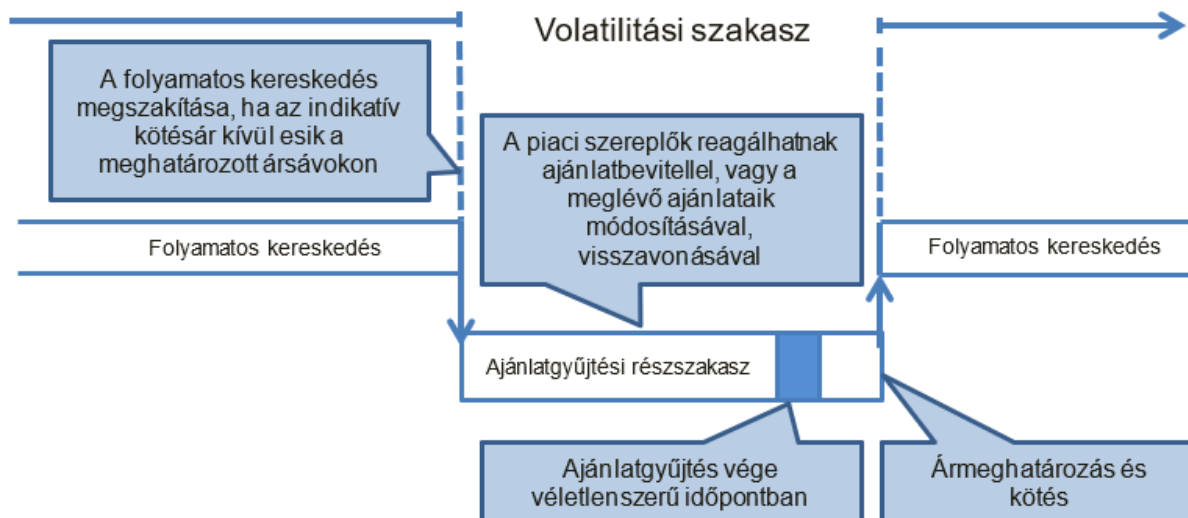 Volatilitási szakasz
A folyamatos kereskedés
megszakítása, ha az indikatív
kötésár kívül esik a
meghatározott ársávokon
A piaci szereplők reagálhatnak
ajánlatbevitellel, vagy a
meglévő ajánlataik
módosításával,
visszavonásával
Folyamatos kereskedés
Folyamatos kereskedés
Ajánlatgyűjtési részszakasz
Ajánlatgyűjtés vége
véletlenszerű időpontban
Ármeghatározás és
kötés